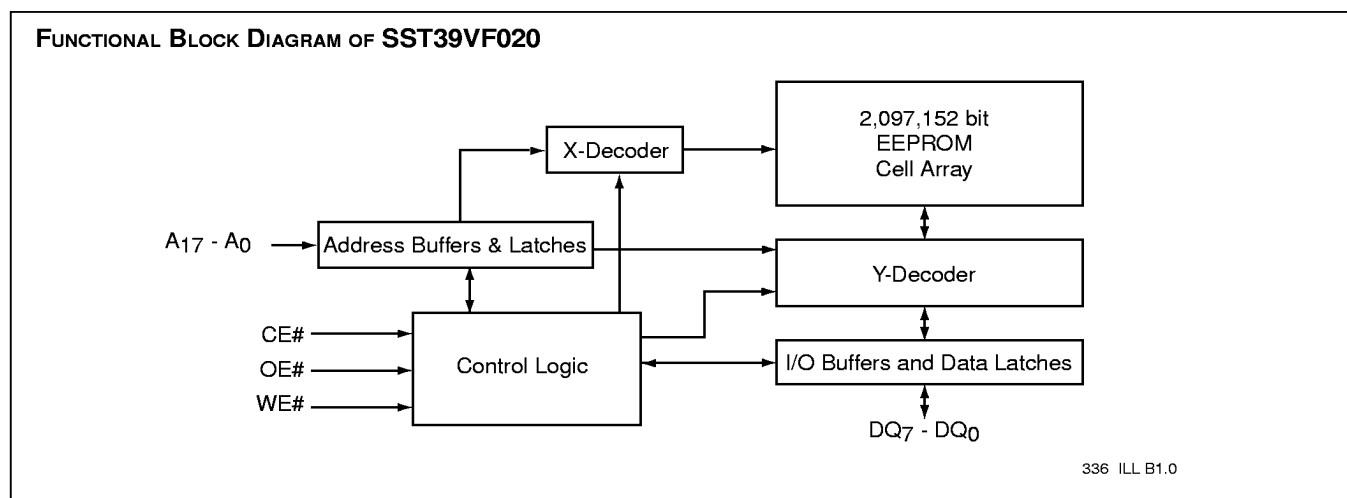 FUNCTIONAL BLOCK DIAGRAM OF SST39VF020
2,097,152 bit
EEPROM
Cell Array
X-Decoder
A17 - A0
Address Buffers & Latches
Y-Decoder
CE#
OE#
WE#
Control Logic
I/O Buffers and Data Latches
DQ7 - DQ0
336 ILL B1.0